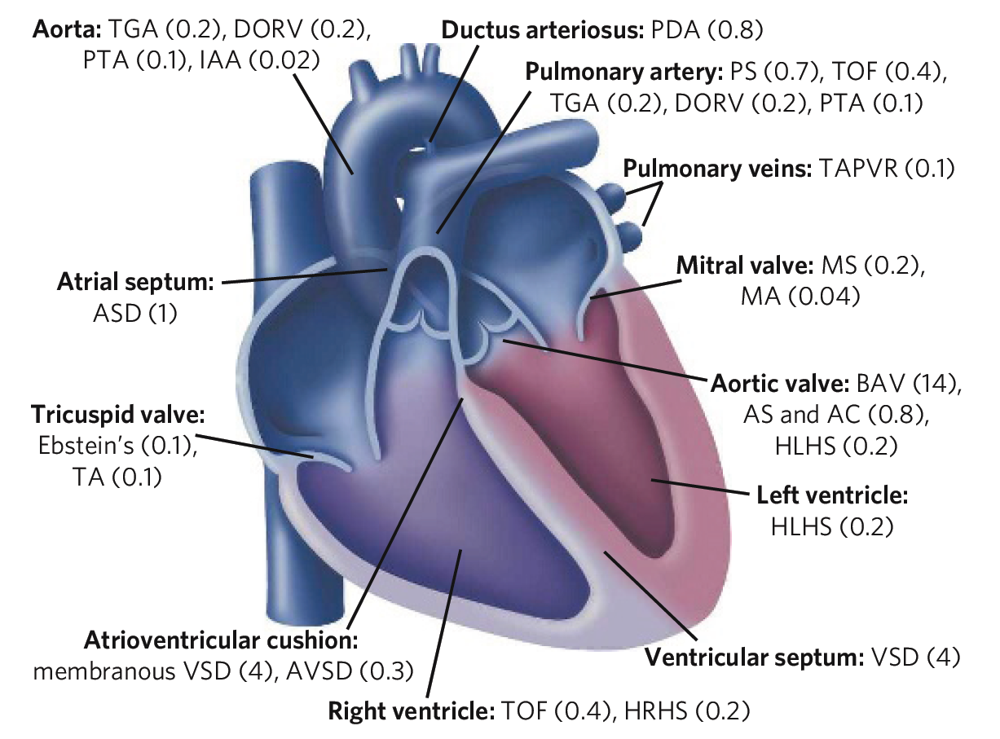 Aorta: TGA (0.2), DORV (0.2),
PTA (0.1), IAA (0.02)
Ductus arteriosus: PDA (0.8)
Pulmonary artery: PS (0.7), TOF (0.4),
TGA (0.2), DORV (0.2), PTA (0.1)
Pulmonary veins: TAPVR (0.1)
Mitral valve: MS (0.2),
MA (0.04)
Atrial septum:
ASD (1)
Aortic valve: BAV (14),
AS and AC (0.8),
HLHS (0.2)
Tricuspid valve:
Ebstein's (0.1),
TA (0.1)
Left ventricle:
HLHS (0.2)
Atrioventricular cushion:
membranous VSD (4), AVSD (0.3)
Ventricular septum: VSD (4)
Right ventricle: TOF (0.4), HRHS (0.2)